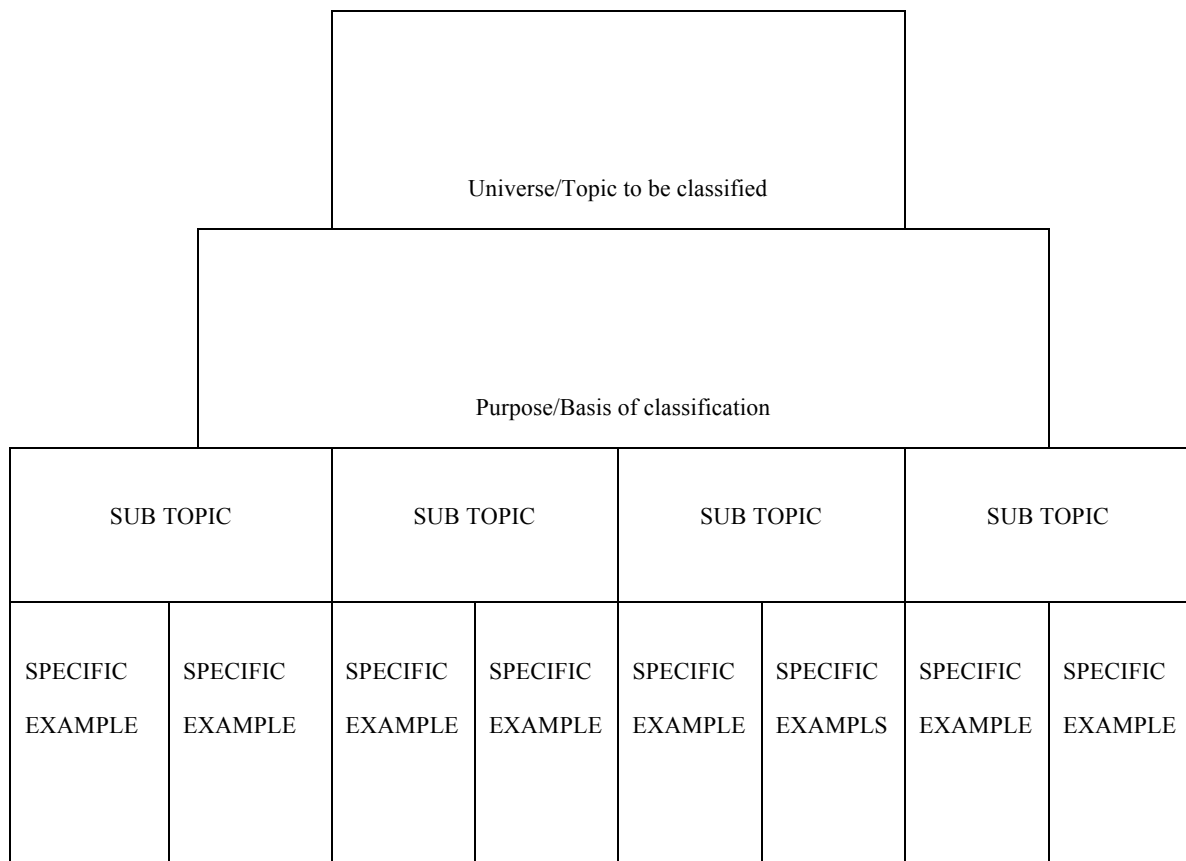 Universe/Topic to be classified
Purpose/Basis of classification
SUB TOPIC
SUB TOPIC
SUB TOPIC
SUB TOPIC
SPECIFIC
EXAMPLE
SPECIFIC
EXAMPLE
SPECIFIC
EXAMPLE
SPECIFIC
EXAMPLE
SPECIFIC
EXAMPLE
SPECIFIC
EXAMPLS
SPECIFIC
EXAMPLE
SPECIFIC
EXAMPLE